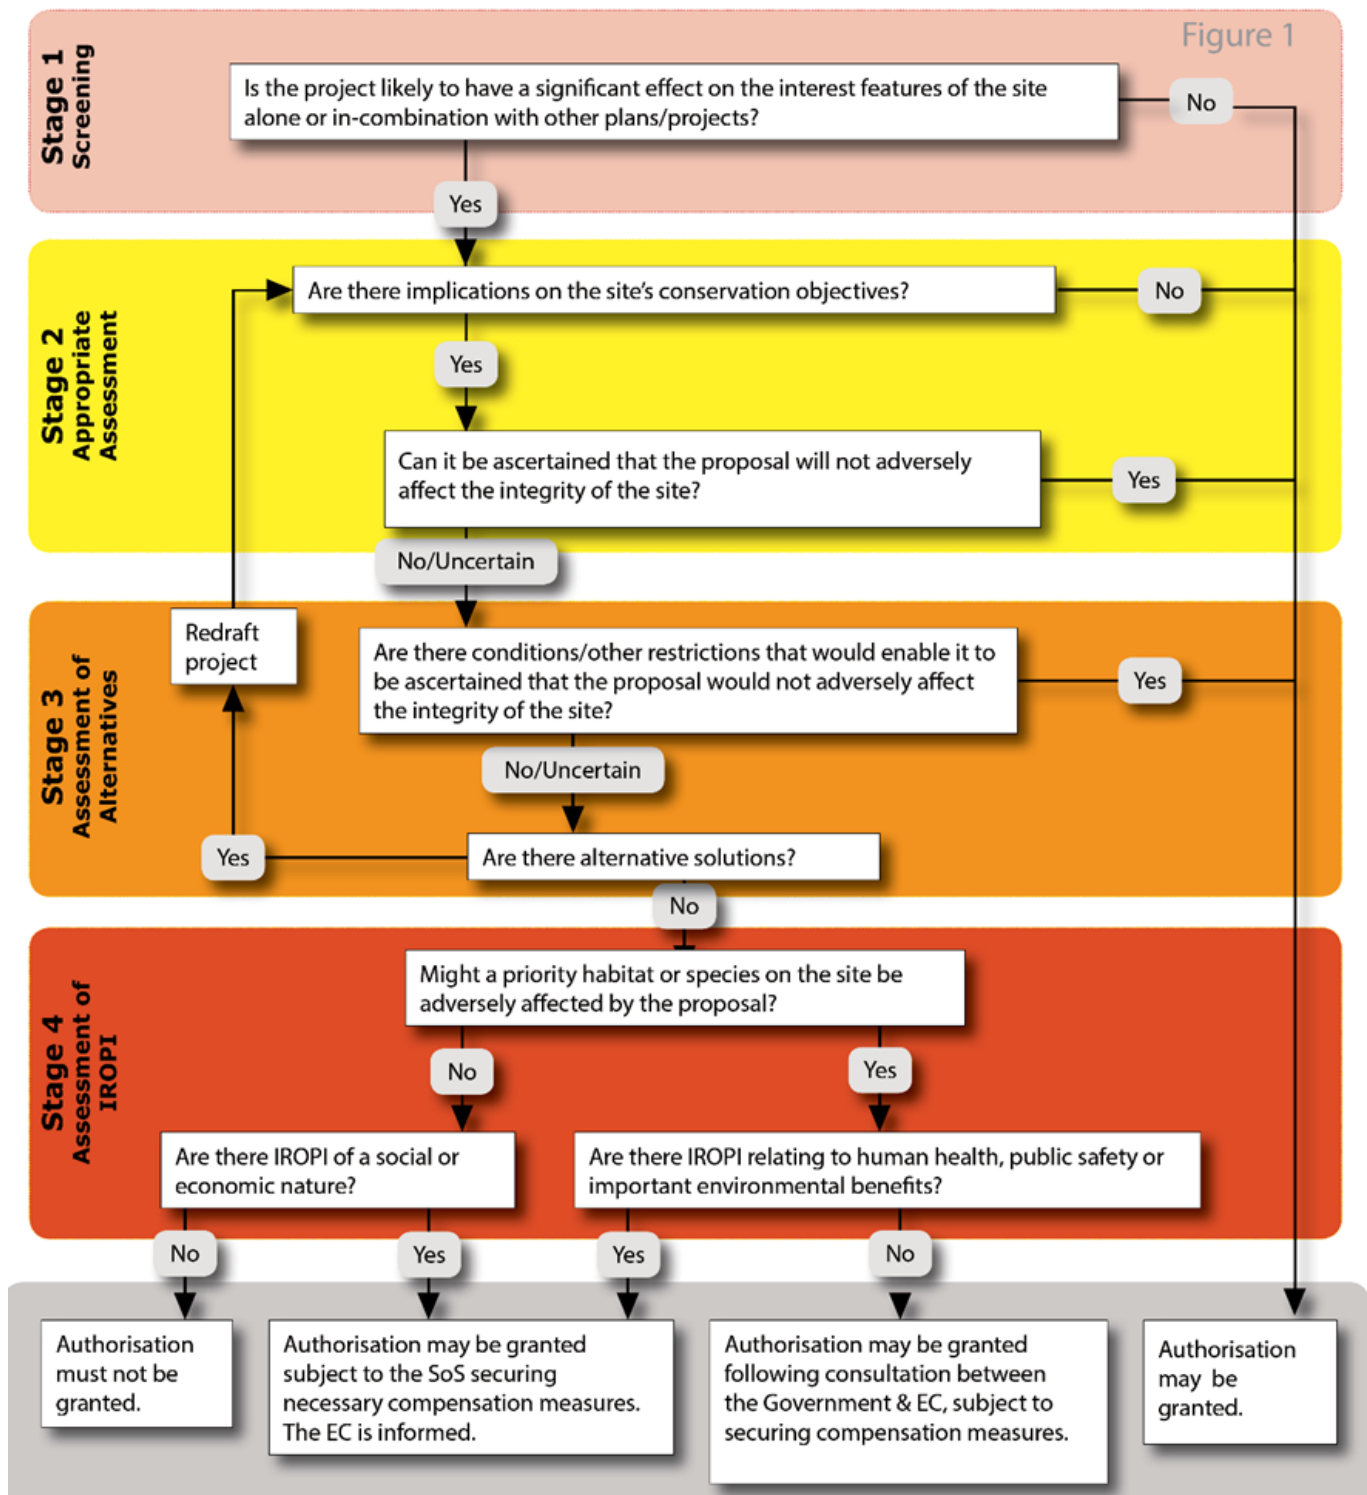 Figure 1
Stage 1
Screening
Is the project likely to have a significant effect on the interest features of the site
alone or in-combination with other plans/projects?
No
Yes
Stage 2
Appropriate
Assessment
Are there implications on the site's conservation objectives?
No
Yes
Can it be ascertained that the proposal will not adversely
affect the integrity of the site?
Yes
No/Uncertain
Stage 3
Assessment of
Alternatives
Redraft
project
Are there conditions/other restrictions that would enable it to
be ascertained that the proposal would not adversely affect
the integrity of the site?
Yes
No/Uncertain
Are there alternative solutions?
Yes
No
Stage 4
Assessment of
IROPI
Might a priority habitat or species on the site be
adversely affected by the proposal?
No
Yes
Are there IROPI of a social or
economic nature?
Are there IROPI relating to human health, public safety or
important environmental benefits?
No
Yes
Yes
No
Authorisation
must not be
granted.
Authorisation may be granted
subject to the SoS securing
necessary compensation measures.
The EC is informed.
Authorisation may be granted
following consultation between
the Government & EC, subject to
securing compensation measures.
Authorisation
may be
granted.